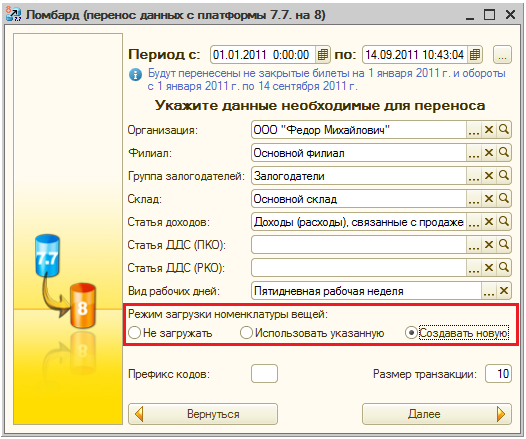 Помбард (перенос данных с платформы 7.7. на 8)
Период с: 01.01.2011 0:00:00 по: 14.09.2011 10:43:04 ...
Будут перенесены не закрытые билеты на 1 января 2011 г. и обороты
с 1 января 2011 г. по 14 сентября 2011 г.
Укажите данные необходимые для переноса
Организация: ООО "Федор Михайлович" ...
Филиал: Основной филиал ...
Группа залогодателей: Залогодатели ...
Склад: Основной склад ...
Статья доходов: Доходы (расходы), связанные с продаже ...
Статья ДДС (ПКО): ...
Статья ДДС (РКО): ...
Вид рабочих дней: Пятидневная рабочая неделя ...
7.7
8
Режим загрузки номенклатуры вещей:
Не загружать Использовать указанную Создавать новую
Префикс кодов: Размер транзакции: 10
Вернуться Далее